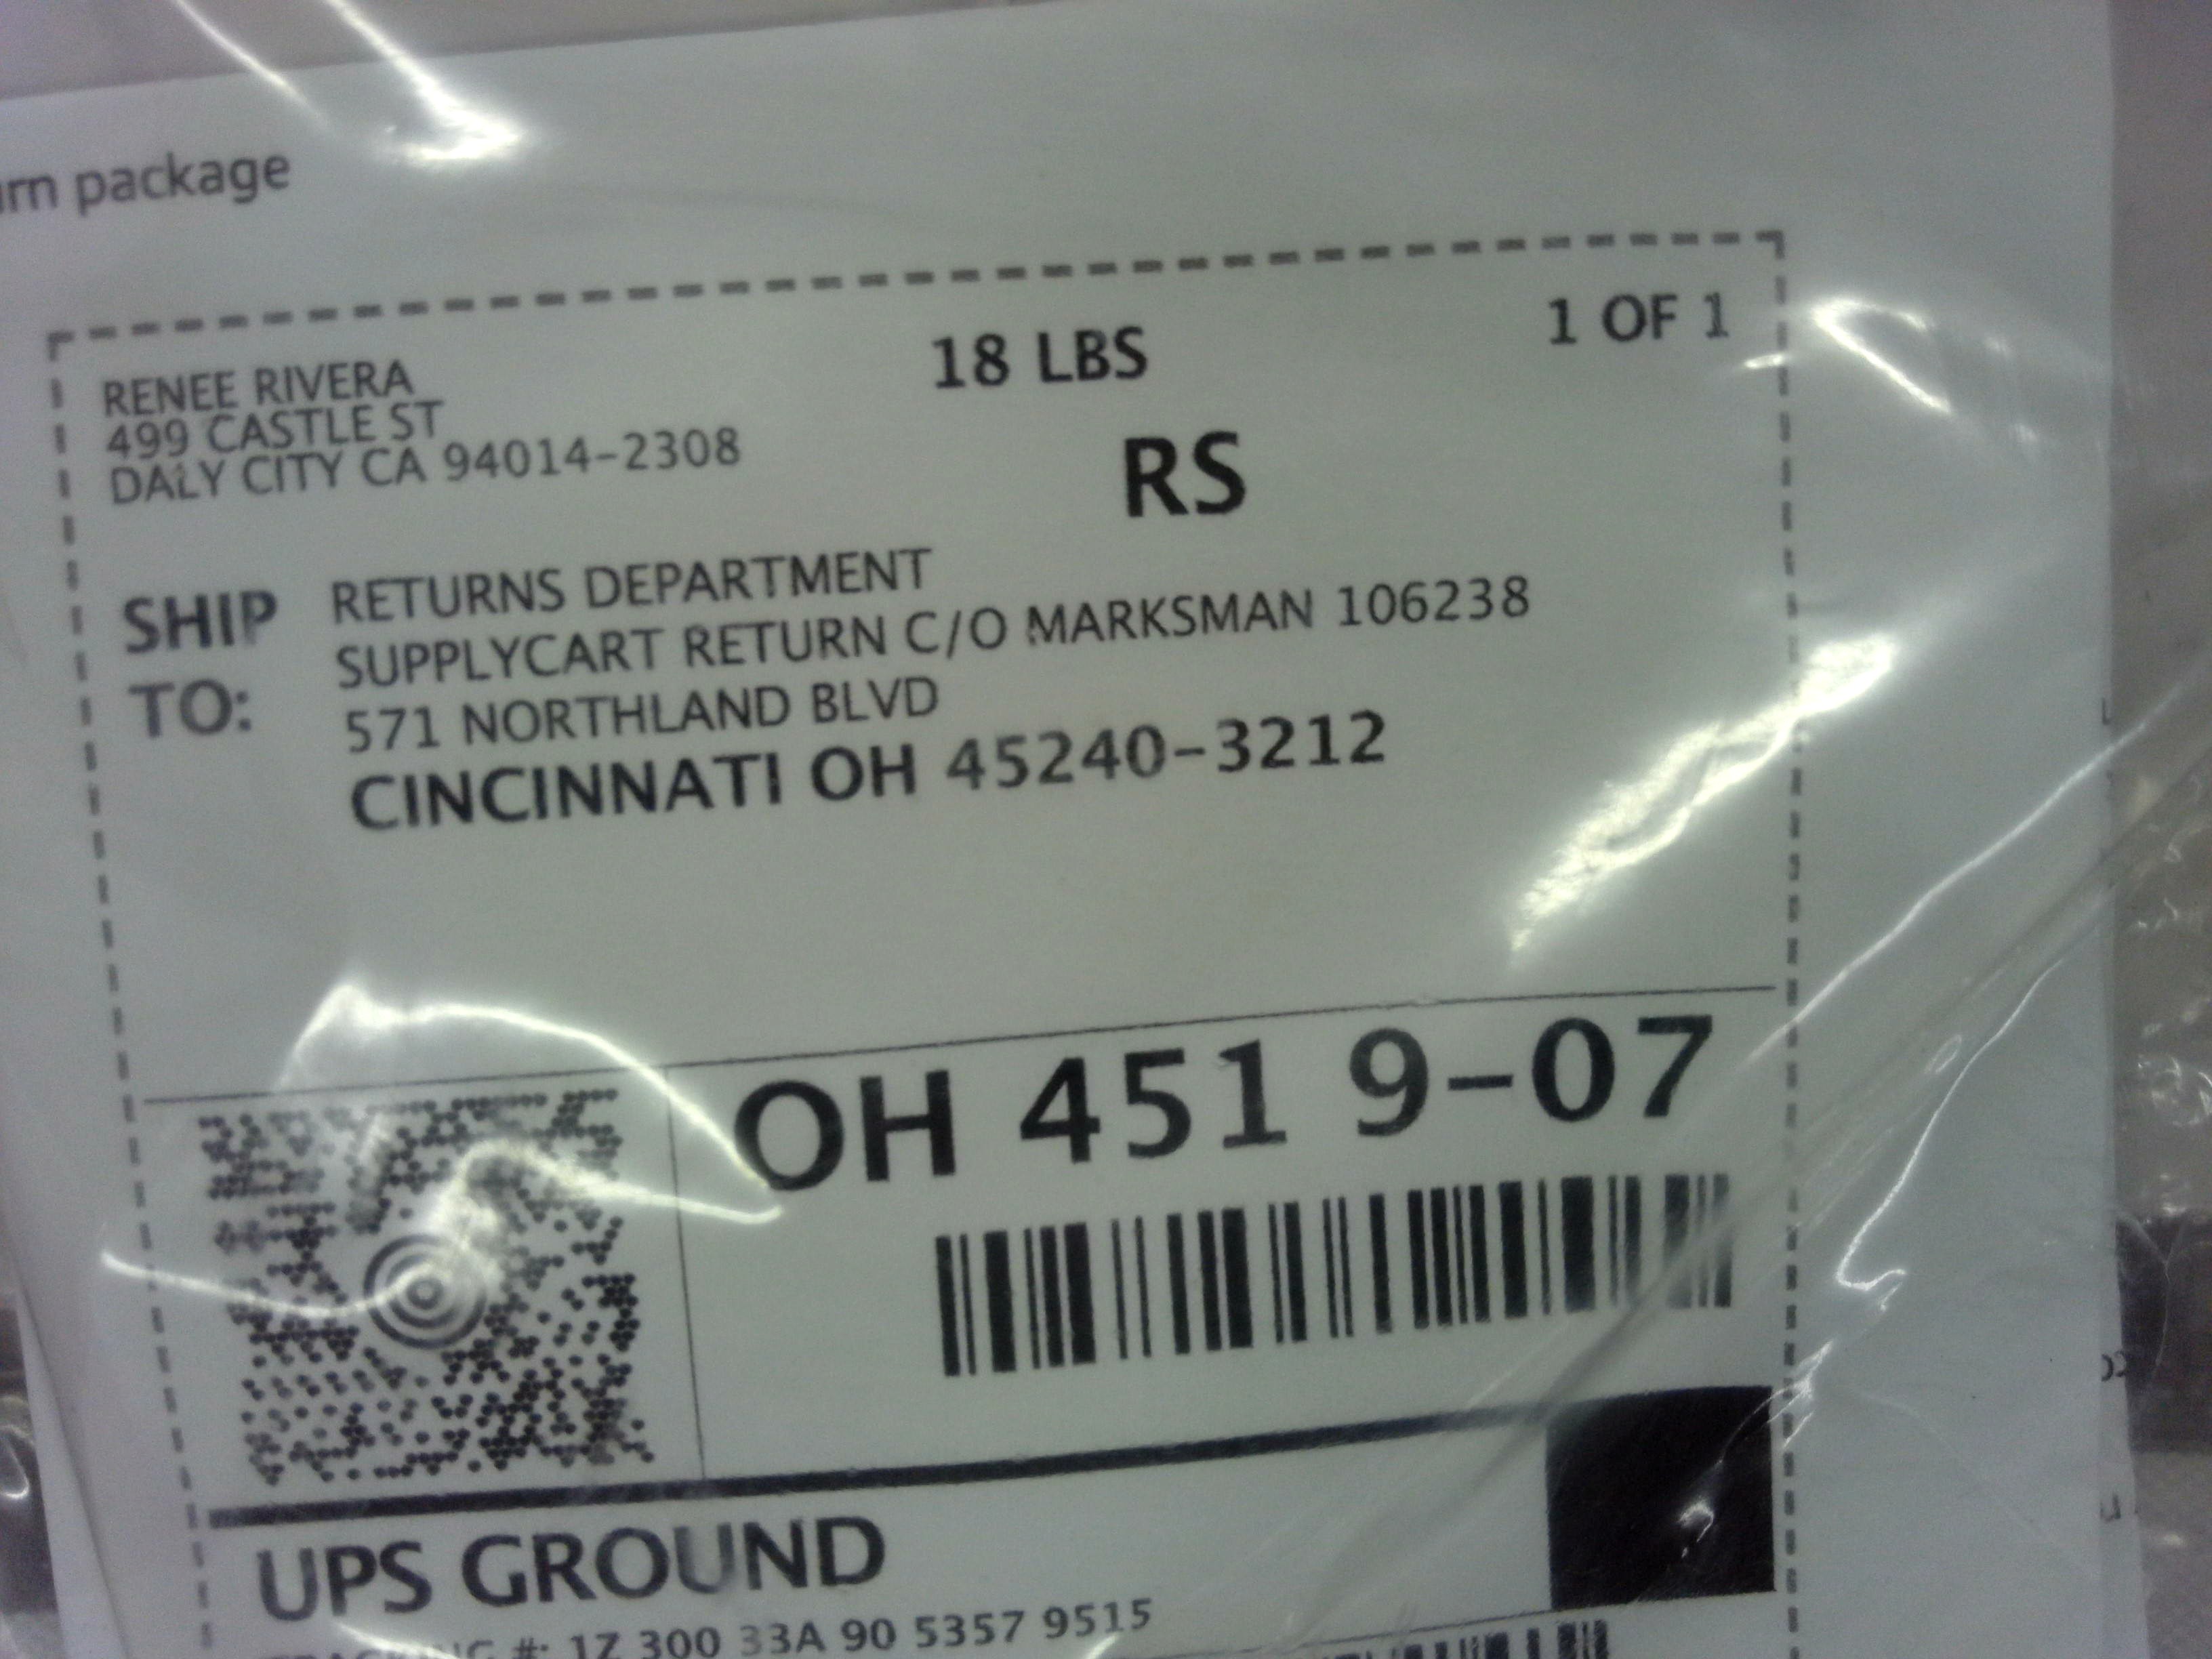 package
18 LBS
1 OF 1
RENEE RIVERA
499 CASTLE ST
DALY CITY CA 94014-2308
RS
SHIP TO:
RETURNS DEPARTMENT
SUPPLYCART RETURN C/O MARKSMAN 106238
571 NORTHLAND BLVD
CINCINNATI OH 45240-3212
OH 451 9-07
UPS GROUND
#: 1Z 300 33A 90 5357 9515